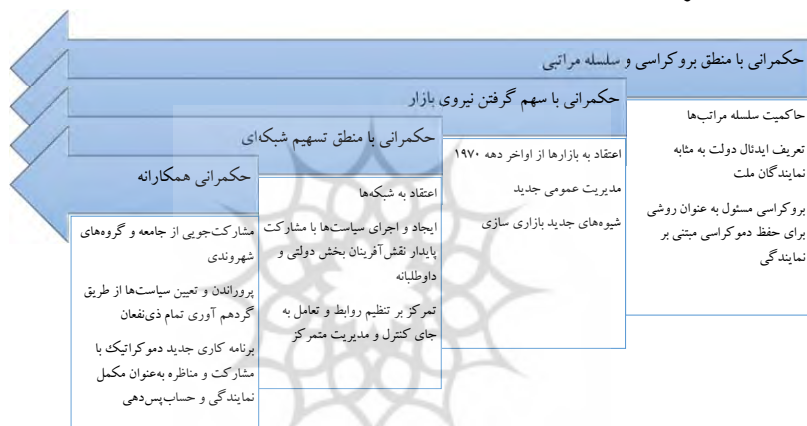 حکمرانی با منطق بروکراسی و سلسله مراتبی
حاکمیت سلسله مراتب‌ها
تعریف ایدئال دولت به مثابه
نمایندگان ملت
بروکراسی مسئول به عنوان روشی
برای حفظ دموکراسی مبتنی بر
نمایندگی
حکمرانی با سهم گرفتن نیروی بازار
اعتقاد به بازارها از اواخر دهه ۱۹۷۰
مدیریت عمومی جدید
شیوه‌های جدید بازاری سازی
حکمرانی با منطق تسهیم شبکه‌ای
اعتقاد به شبکه‌ها
ایجاد و اجرای سیاست‌ها با مشارکت
پایدار نقش‌آفرینان بخش دولتی و
داوطلبانه
تمرکز بر تنظیم روابط و تعامل به
جای کنترل و مدیریت متمرکز
حکمرانی همکارانه
مشارکت‌جویی از جامعه و گروه‌های
شهروندی
پروراندن و تعیین سیاست‌ها از طریق
گردهم آوری تمام ذی‌نفعان
برنامه کاری جدید دموکراتیک با
مشارکت و مناظره به‌عنوان مکمل
نمایندگی و حساب‌پس‌دهی